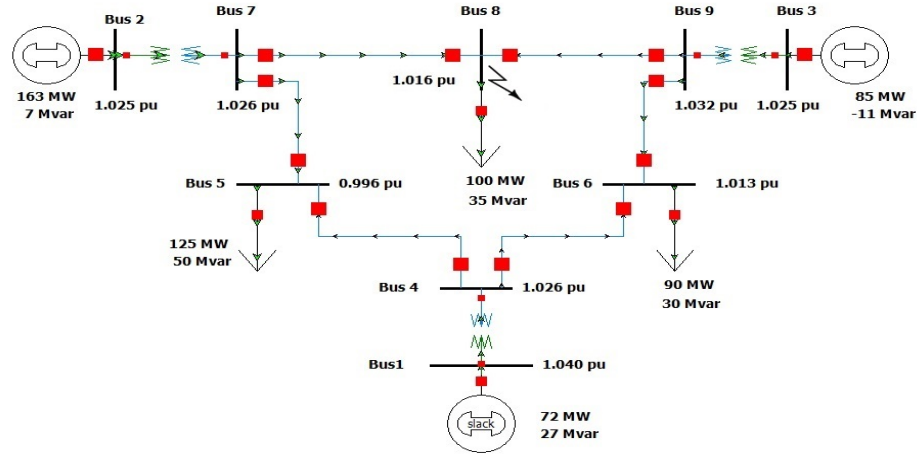 Bus 2
Bus 7
Bus 8
Bus 9
Bus 3
163 MW
7 Mvar
1.025 pu
1.026 pu
1.016 pu
1.032 pu
1.025 pu
85 MW
-11 Mvar
Bus 5
0.996 pu
100 MW
35 Mvar
Bus 6
1.013 pu
125 MW
50 Mvar
90 MW
30 Mvar
Bus 4
1.026 pu
Bus1
1.040 pu
slack
72 MW
27 Mvar